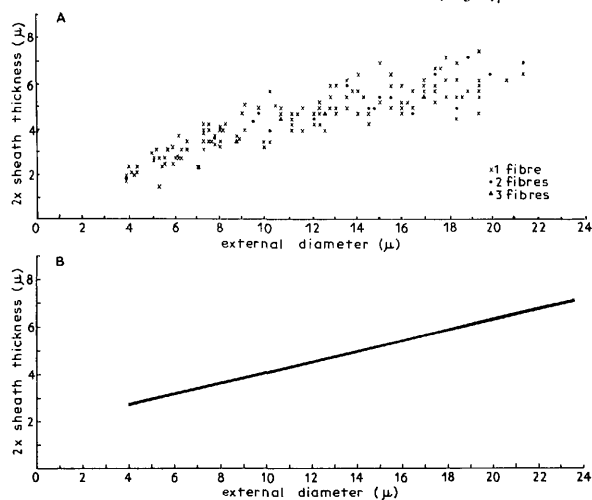 A
2x sheath thickness (μ)
8
6
4
2
x 1 fibre
• 2 fibres
▲ 3 fibres
0 2 4 6 8 10 12 14 16 18 20 22 24
external diameter (μ)
B
2x sheath thickness (μ)
8
6
4
2
0 2 4 6 8 10 12 14 16 18 20 22 24
external diameter (μ)